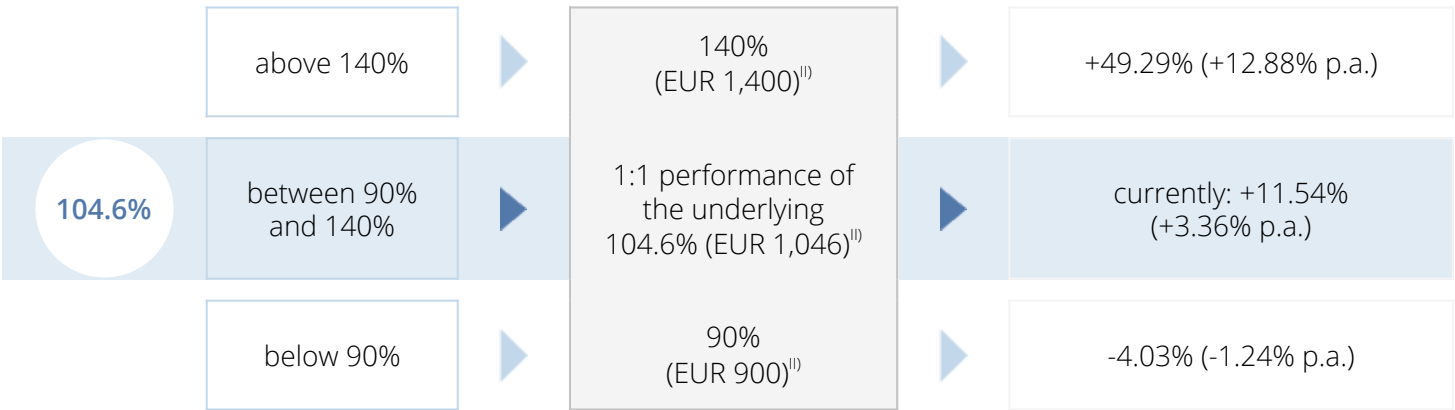 above 140%
140%
(EUR 1,400)II)
+49.29% (+12.88% p.a.)
104.6%
between 90%
and 140%
1:1 performance of
the underlying
104.6% (EUR 1,046)II)
currently: +11.54%
(+3.36% p.a.)
below 90%
90%
(EUR 900)II)
-4.03% (-1.24% p.a.)